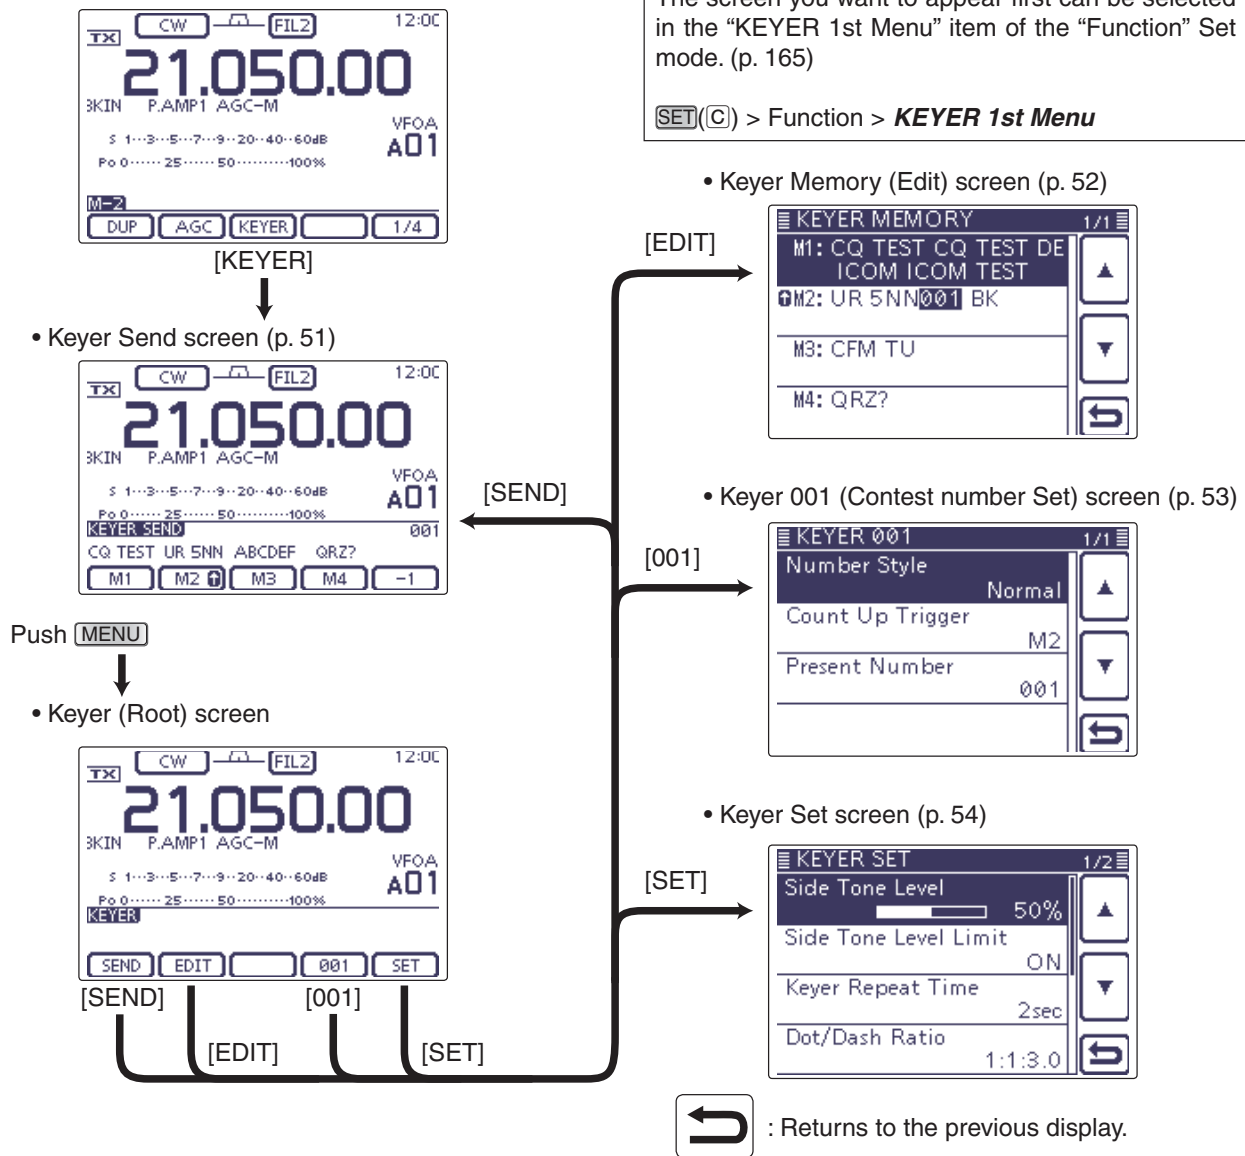 The screen you want to appear first can be selected
in the “KEYER 1st Menu” item of the “Function” Set
mode. (p. 165)
SET(C) > Function > KEYER 1st Menu
CW FIL2 12:00
TX
21.050.00
BKIN P.AMP1 AGC-M
VFOA
S 1···3···5···7···9··20··40··60dB
A01
Po 0······ 25······ 50··········100%
M-2
DUP AGC KEYER 1/4
[KEYER]
• Keyer Send screen (p. 51)
CW FIL2 12:00
TX
21.050.00
BKIN P.AMP1 AGC-M
VFOA
S 1···3···5···7···9··20··40··60dB
A01
Po 0······ 25······ 50··········100%
KEYER SEND 001
CQ TEST UR 5NN ABCDEF QRZ?
M1 M2 M3 M4 -1
Push MENU
• Keyer (Root) screen
CW FIL2 12:00
TX
21.050.00
BKIN P.AMP1 AGC-M
VFOA
S 1···3···5···7···9··20··40··60dB
A01
Po 0······ 25······ 50··········100%
KEYER
SEND EDIT 001 SET
[SEND] [001]
[EDIT] [SET]
[SEND]
• Keyer Memory (Edit) screen (p. 52)
[EDIT]
KEYER MEMORY 1/1
M1: CQ TEST CQ TEST DE
ICOM ICOM TEST
M2: UR 5NN001 BK
M3: CFM TU
M4: QRZ?
• Keyer 001 (Contest number Set) screen (p. 53)
[001]
KEYER 001 1/1
Number Style
Normal
Count Up Trigger
M2
Present Number
001
• Keyer Set screen (p. 54)
[SET]
KEYER SET 1/2
Side Tone Level
50%
Side Tone Level Limit
ON
Keyer Repeat Time
2sec
Dot/Dash Ratio
1:1:3.0
: Returns to the previous display.